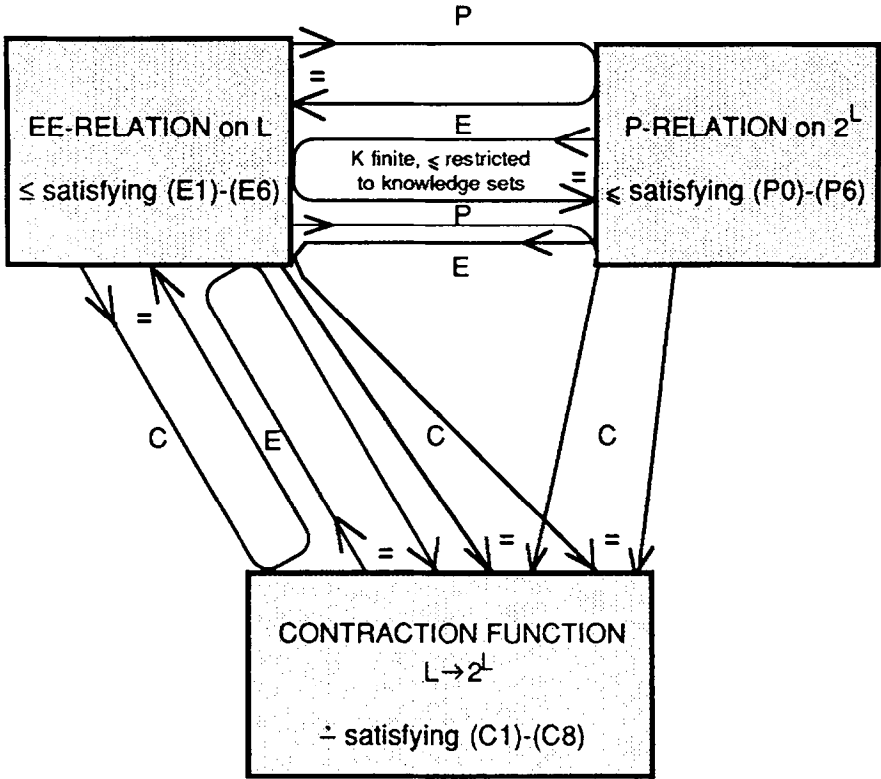 P
=
EE-RELATION on L
≤ satisfying (E1)-(E6)
E
K finite, ⩽ restricted
to knowledge sets
=
P
E
P-RELATION on 2^L
⩽ satisfying (P0)-(P6)
=
C
E
C
C
=
=
=
CONTRACTION FUNCTION
L→2^L
∸ satisfying (C1)-(C8)